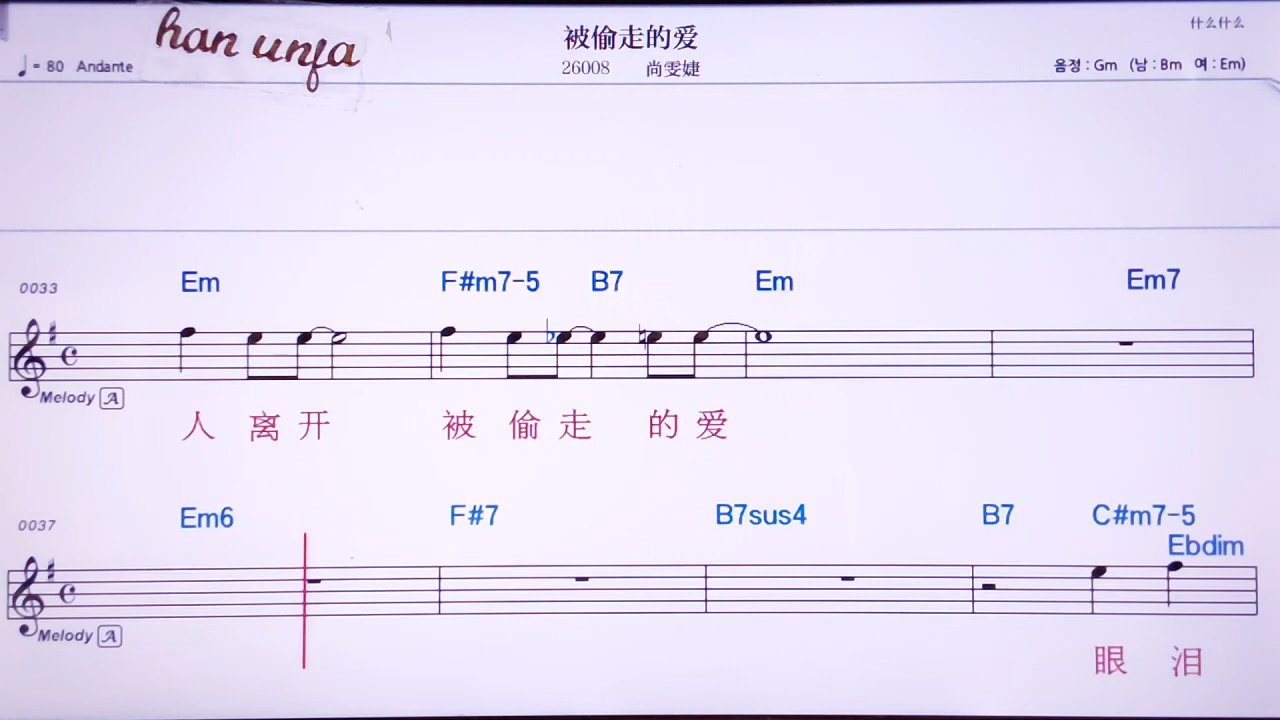 han unfa
被偷走的爱
什么什么
♩= 80 Andante
26008 尚雯婕
음정 : Gm (남 : Bm 여 : Em)
0033
Em F#m7-5 B7 Em Em7
Melody A
人 离 开 被 偷 走 的 爱
0037
Em6 F#7 B7sus4 B7 C#m7-5
Ebdim
Melody A
眼 泪